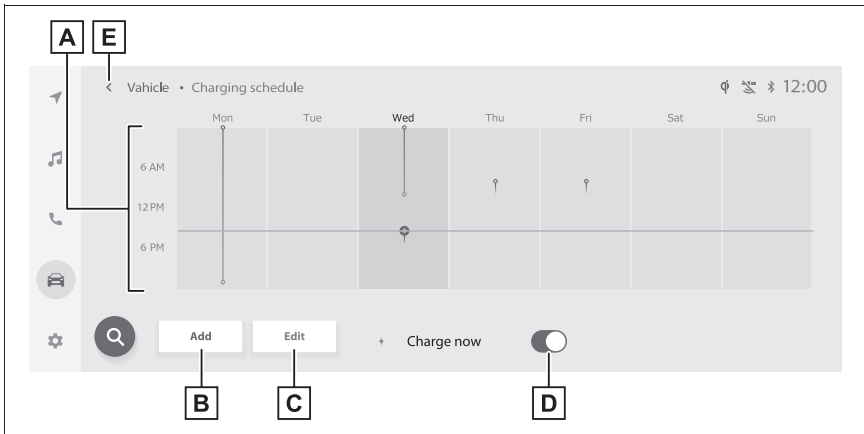 A E
< Vahicle • Charging schedule 12:00
Mon Tue Wed Thu Fri Sat Sun
6 AM
12 PM
6 PM
Add Edit Charge now
B C D